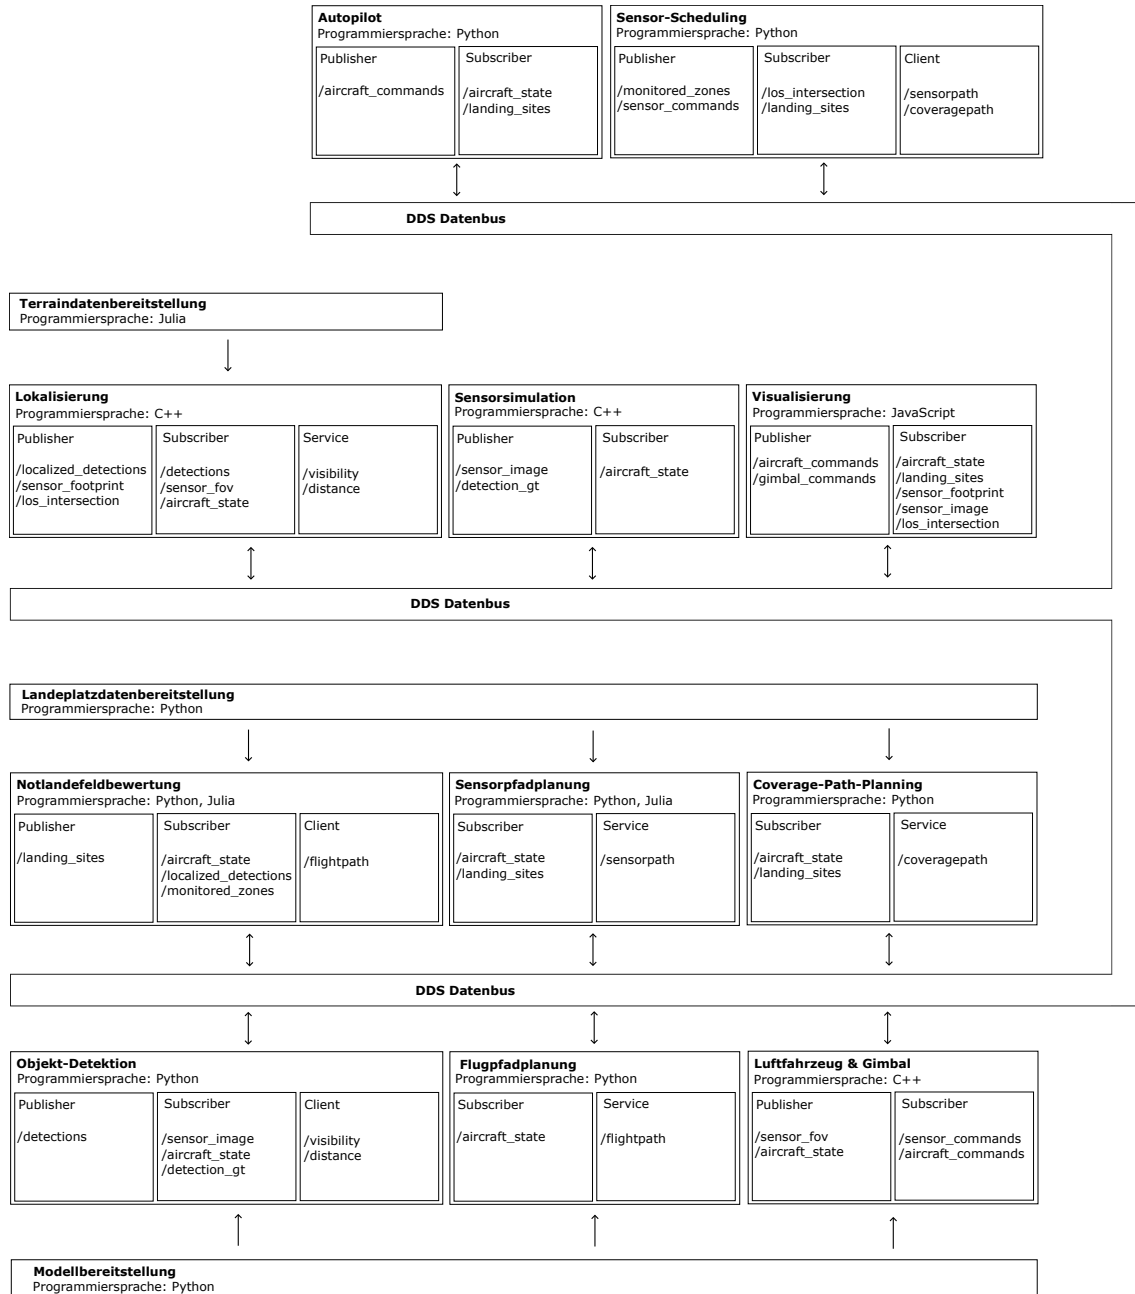 Autopilot
Programmiersprache: Python
Publisher
/aircraft_commands
Subscriber
/aircraft_state
/landing_sites
Sensor-Scheduling
Programmiersprache: Python
Publisher
/monitored_zones
/sensor_commands
Subscriber
/los_intersection
/landing_sites
Client
/sensorpath
/coveragepath
DDS Datenbus
Terraindatenbereitstellung
Programmiersprache: Julia
Lokalisierung
Programmiersprache: C++
Publisher
/localized_detections
/sensor_footprint
/los_intersection
Subscriber
/detections
/sensor_fov
/aircraft_state
Service
/visibility
/distance
Sensorsimulation
Programmiersprache: C++
Publisher
/sensor_image
/detection_gt
Subscriber
/aircraft_state
Visualisierung
Programmiersprache: JavaScript
Publisher
/aircraft_commands
/gimbal_commands
Subscriber
/aircraft_state
/landing_sites
/sensor_footprint
/sensor_image
/los_intersection
DDS Datenbus
Landeplatzdatenbereitstellung
Programmiersprache: Python
Notlandefeldbewertung
Programmiersprache: Python, Julia
Publisher
/landing_sites
Subscriber
/aircraft_state
/localized_detections
/monitored_zones
Client
/flightpath
Sensorpfadplanung
Programmiersprache: Python, Julia
Subscriber
/aircraft_state
/landing_sites
Service
/sensorpath
Coverage-Path-Planning
Programmiersprache: Python
Subscriber
/aircraft_state
/landing_sites
Service
/coveragepath
DDS Datenbus
Objekt-Detektion
Programmiersprache: Python
Publisher
/detections
Subscriber
/sensor_image
/aircraft_state
/detection_gt
Client
/visibility
/distance
Flugpfadplanung
Programmiersprache: Python
Subscriber
/aircraft_state
Service
/flightpath
Luftfahrzeug & Gimbal
Programmiersprache: C++
Publisher
/sensor_fov
/aircraft_state
Subscriber
/sensor_commands
/aircraft_commands
Modellbereitstellung
Programmiersprache: Python